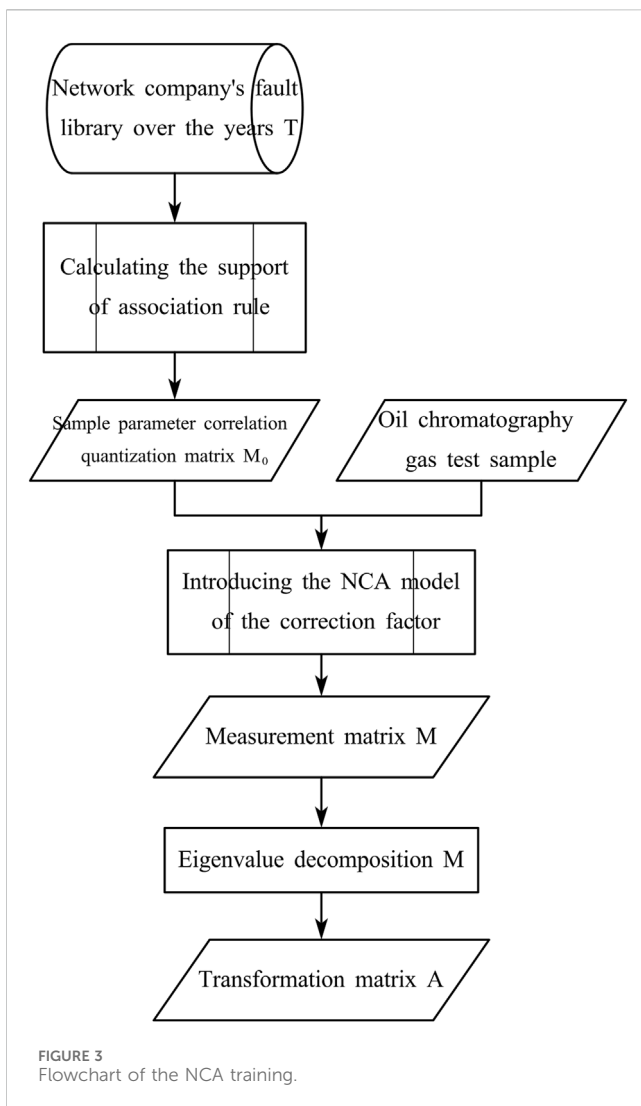 Network company's fault
library over the years T
Calculating the support
of association rule
Sample parameter correlation
quantization matrix M₀
Oil chromatography
gas test sample
Introducing the NCA model
of the correction factor
Measurement matrix M
Eigenvalue decomposition M
Transformation matrix A
FIGURE 3
Flowchart of the NCA training.